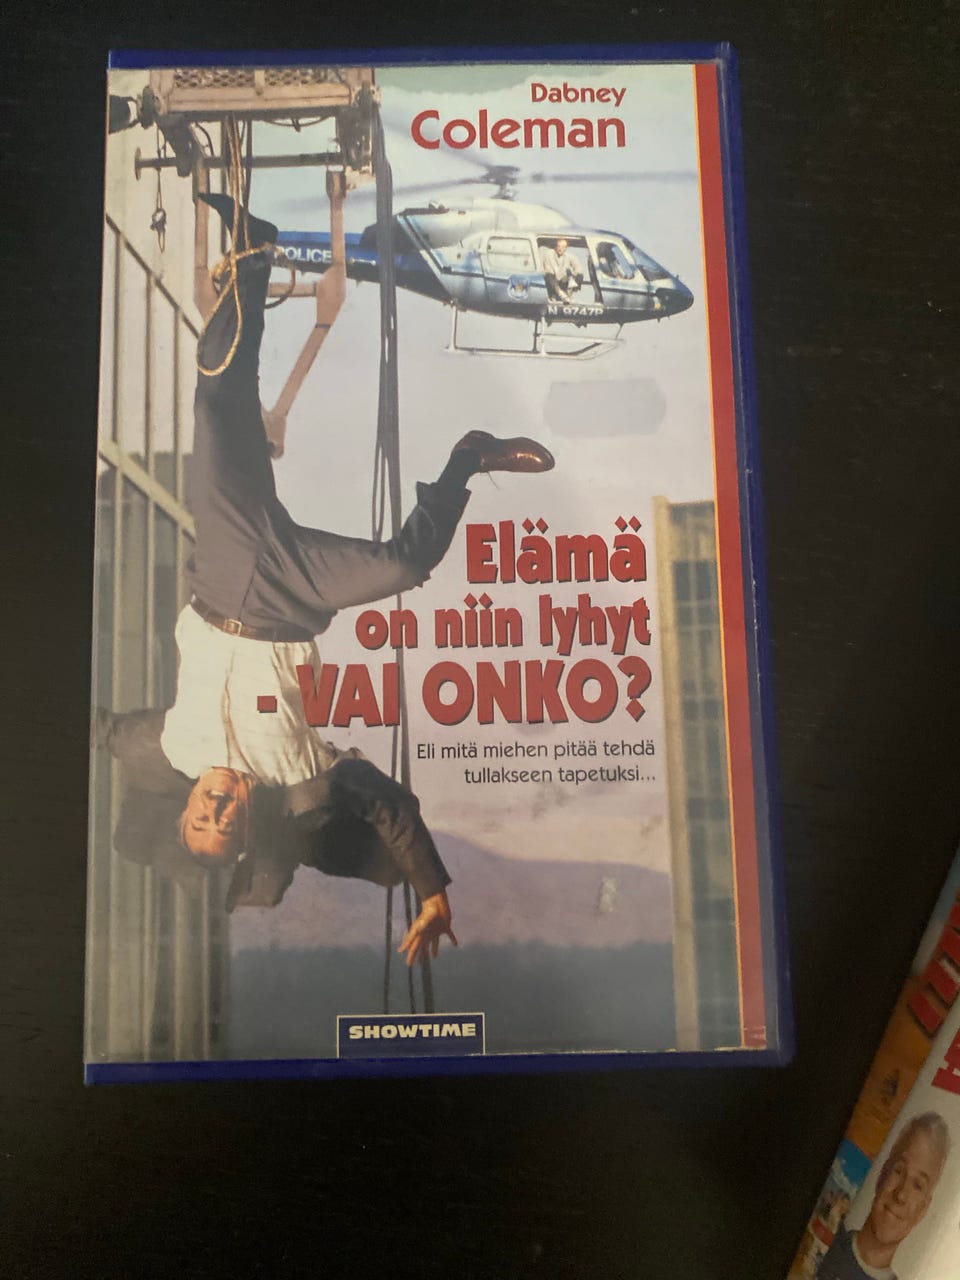 Dabney
Coleman
POLICE
N 9747P
Elämä
on niin lyhyt
- VAI ONKO?
Eli mitä miehen pitää tehdä
tullakseen tapetuksi...
SHOWTIME